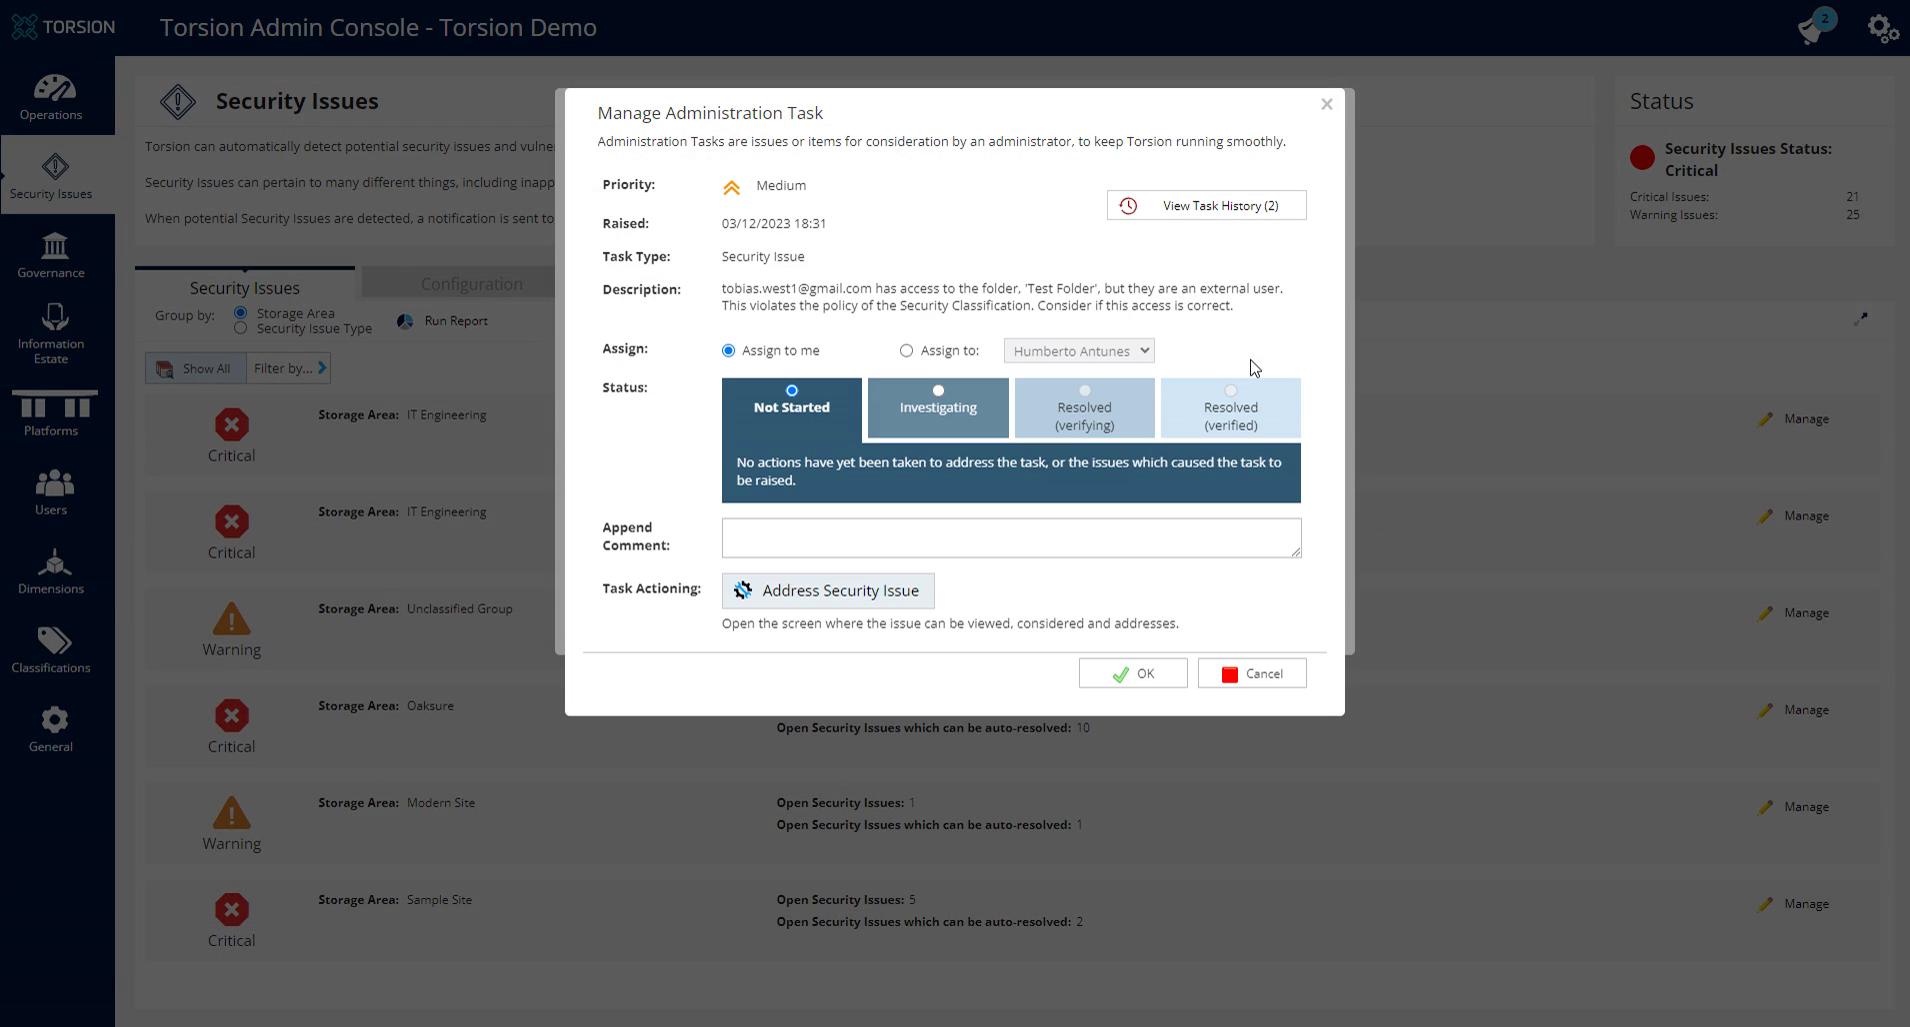 TORSION
Torsion Admin Console - Torsion Demo
2
Operations
Security Issues
Governance
Information
Estate
Platforms
Users
Dimensions
Classifications
General
Security Issues
Torsion can automatically detect potential security issues and vulne
Security Issues can pertain to many different things, including inapp
When potential Security Issues are detected, a notification is sent to
Status
Security Issues Status:
Critical
Critical Issues: 21
Warning Issues: 25
Security Issues
Configuration
Group by: Storage Area
Security Issue Type
Run Report
Show All
Filter by...
Critical
Storage Area: IT Engineering
Manage
Critical
Storage Area: IT Engineering
Manage
Warning
Storage Area: Unclassified Group
Manage
Critical
Storage Area: Oaksure
Open Security Issues which can be auto-resolved: 10
Manage
Warning
Storage Area: Modern Site
Open Security Issues: 1
Open Security Issues which can be auto-resolved: 1
Manage
Critical
Storage Area: Sample Site
Open Security Issues: 5
Open Security Issues which can be auto-resolved: 2
Manage
Manage Administration Task
Administration Tasks are issues or items for consideration by an administrator, to keep Torsion running smoothly.
Priority: Medium
View Task History (2)
Raised: 03/12/2023 18:31
Task Type: Security Issue
Description: tobias.west1@gmail.com has access to the folder, 'Test Folder', but they are an external user.
This violates the policy of the Security Classification. Consider if this access is correct.
Assign: Assign to me Assign to: Humberto Antunes
Status:
Not Started
Investigating
Resolved
(verifying)
Resolved
(verified)
No actions have yet been taken to address the task, or the issues which caused the task to
be raised.
Append
Comment:
Task Actioning: Address Security Issue
Open the screen where the issue can be viewed, considered and addresses.
OK
Cancel